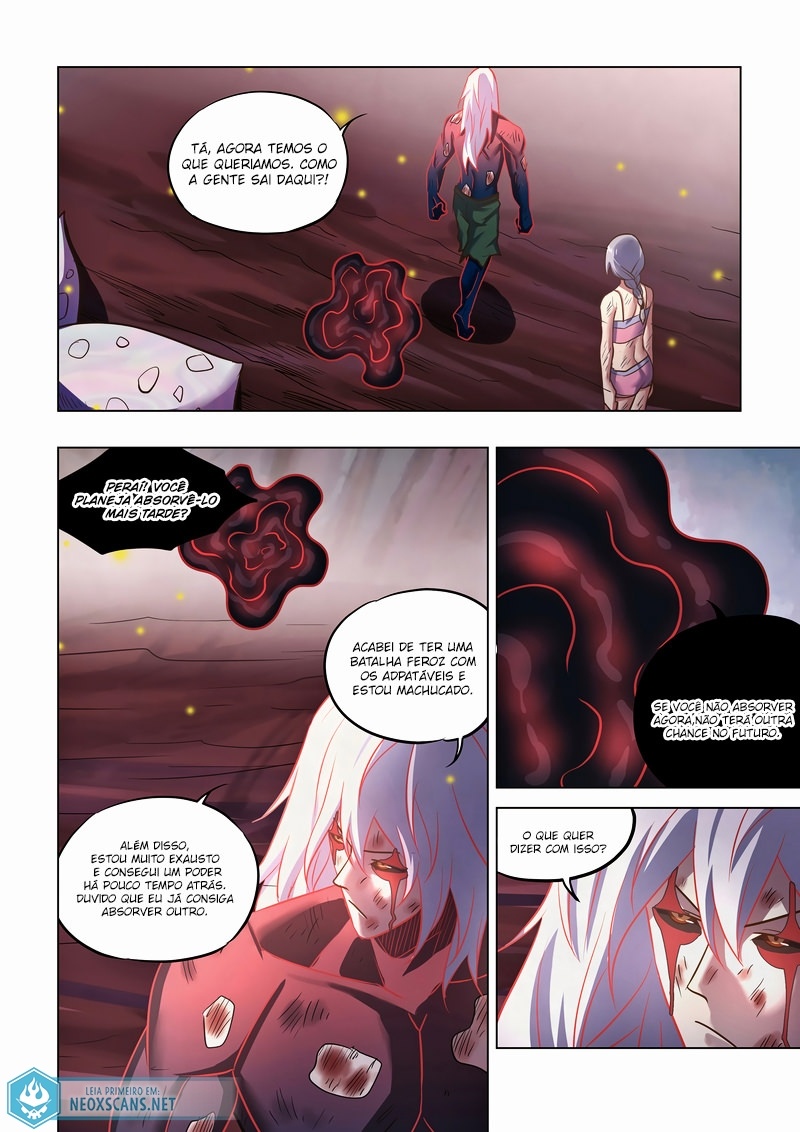 TÁ, AGORA TEMOS O
QUE QUERIAMOS. COMO
A GENTE SAI DAQUI?!
PERAÍ! VOCÊ
PLANEJA ABSORVÊ-LO
MAIS TARDE?
ACABEI DE TER UMA
BATALHA FEROZ COM
OS ADPATÁVEIS E
ESTOU MACHUCADO.
SE VOCÊ NÃO ABSORVER
AGORA NÃO TERÁ OUTRA
CHANCE NO FUTURO.
ALÉM DISSO,
ESTOU MUITO EXAUSTO
E CONSEGUI UM PODER
HÁ POUCO TEMPO ATRÁS.
DUVIDO QUE EU JÁ CONSIGA
ABSORVER OUTRO.
O QUE QUER
DIZER COM ISSO?
LEIA PRIMEIRO EM:
NEOXSCANS.NET